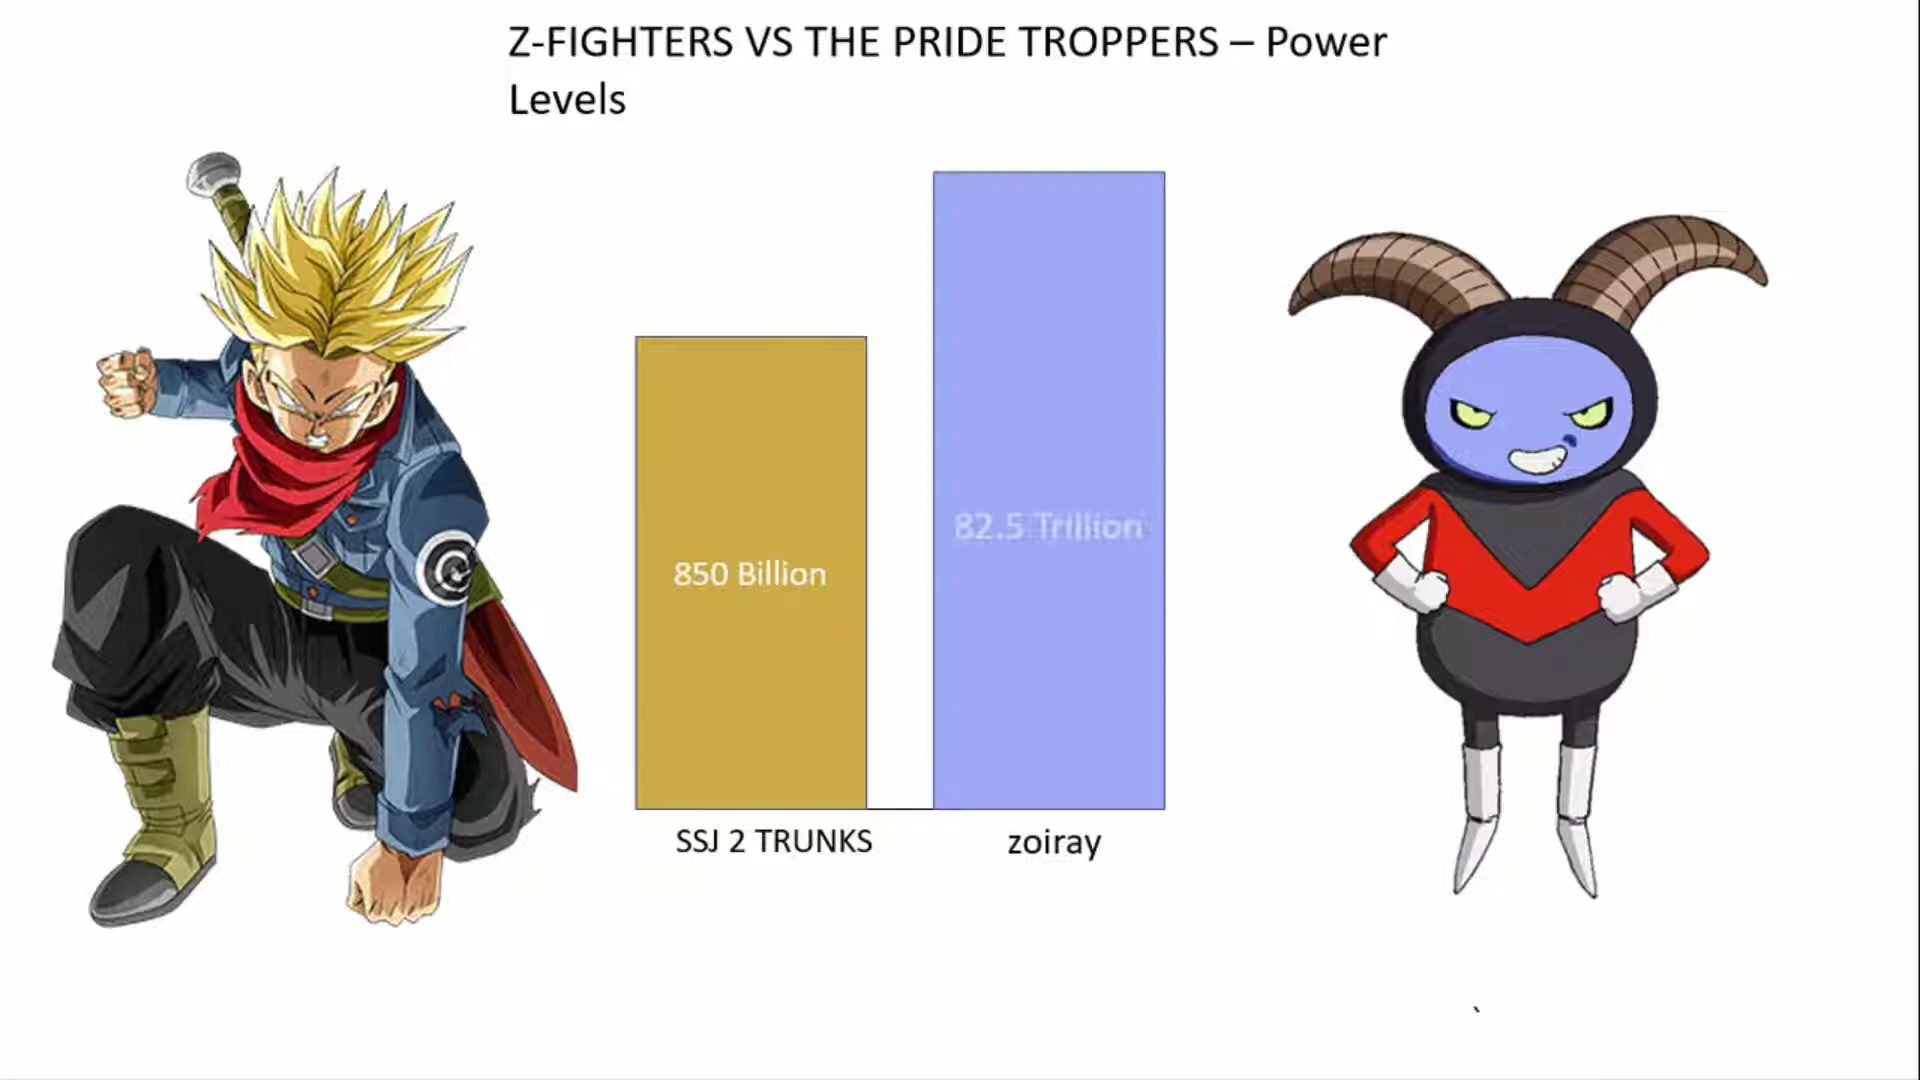 Z-FIGHTERS VS THE PRIDE TROPPERS – Power
Levels
82.5 Trillion
850 Billion
SSJ 2 TRUNKS
zoiray